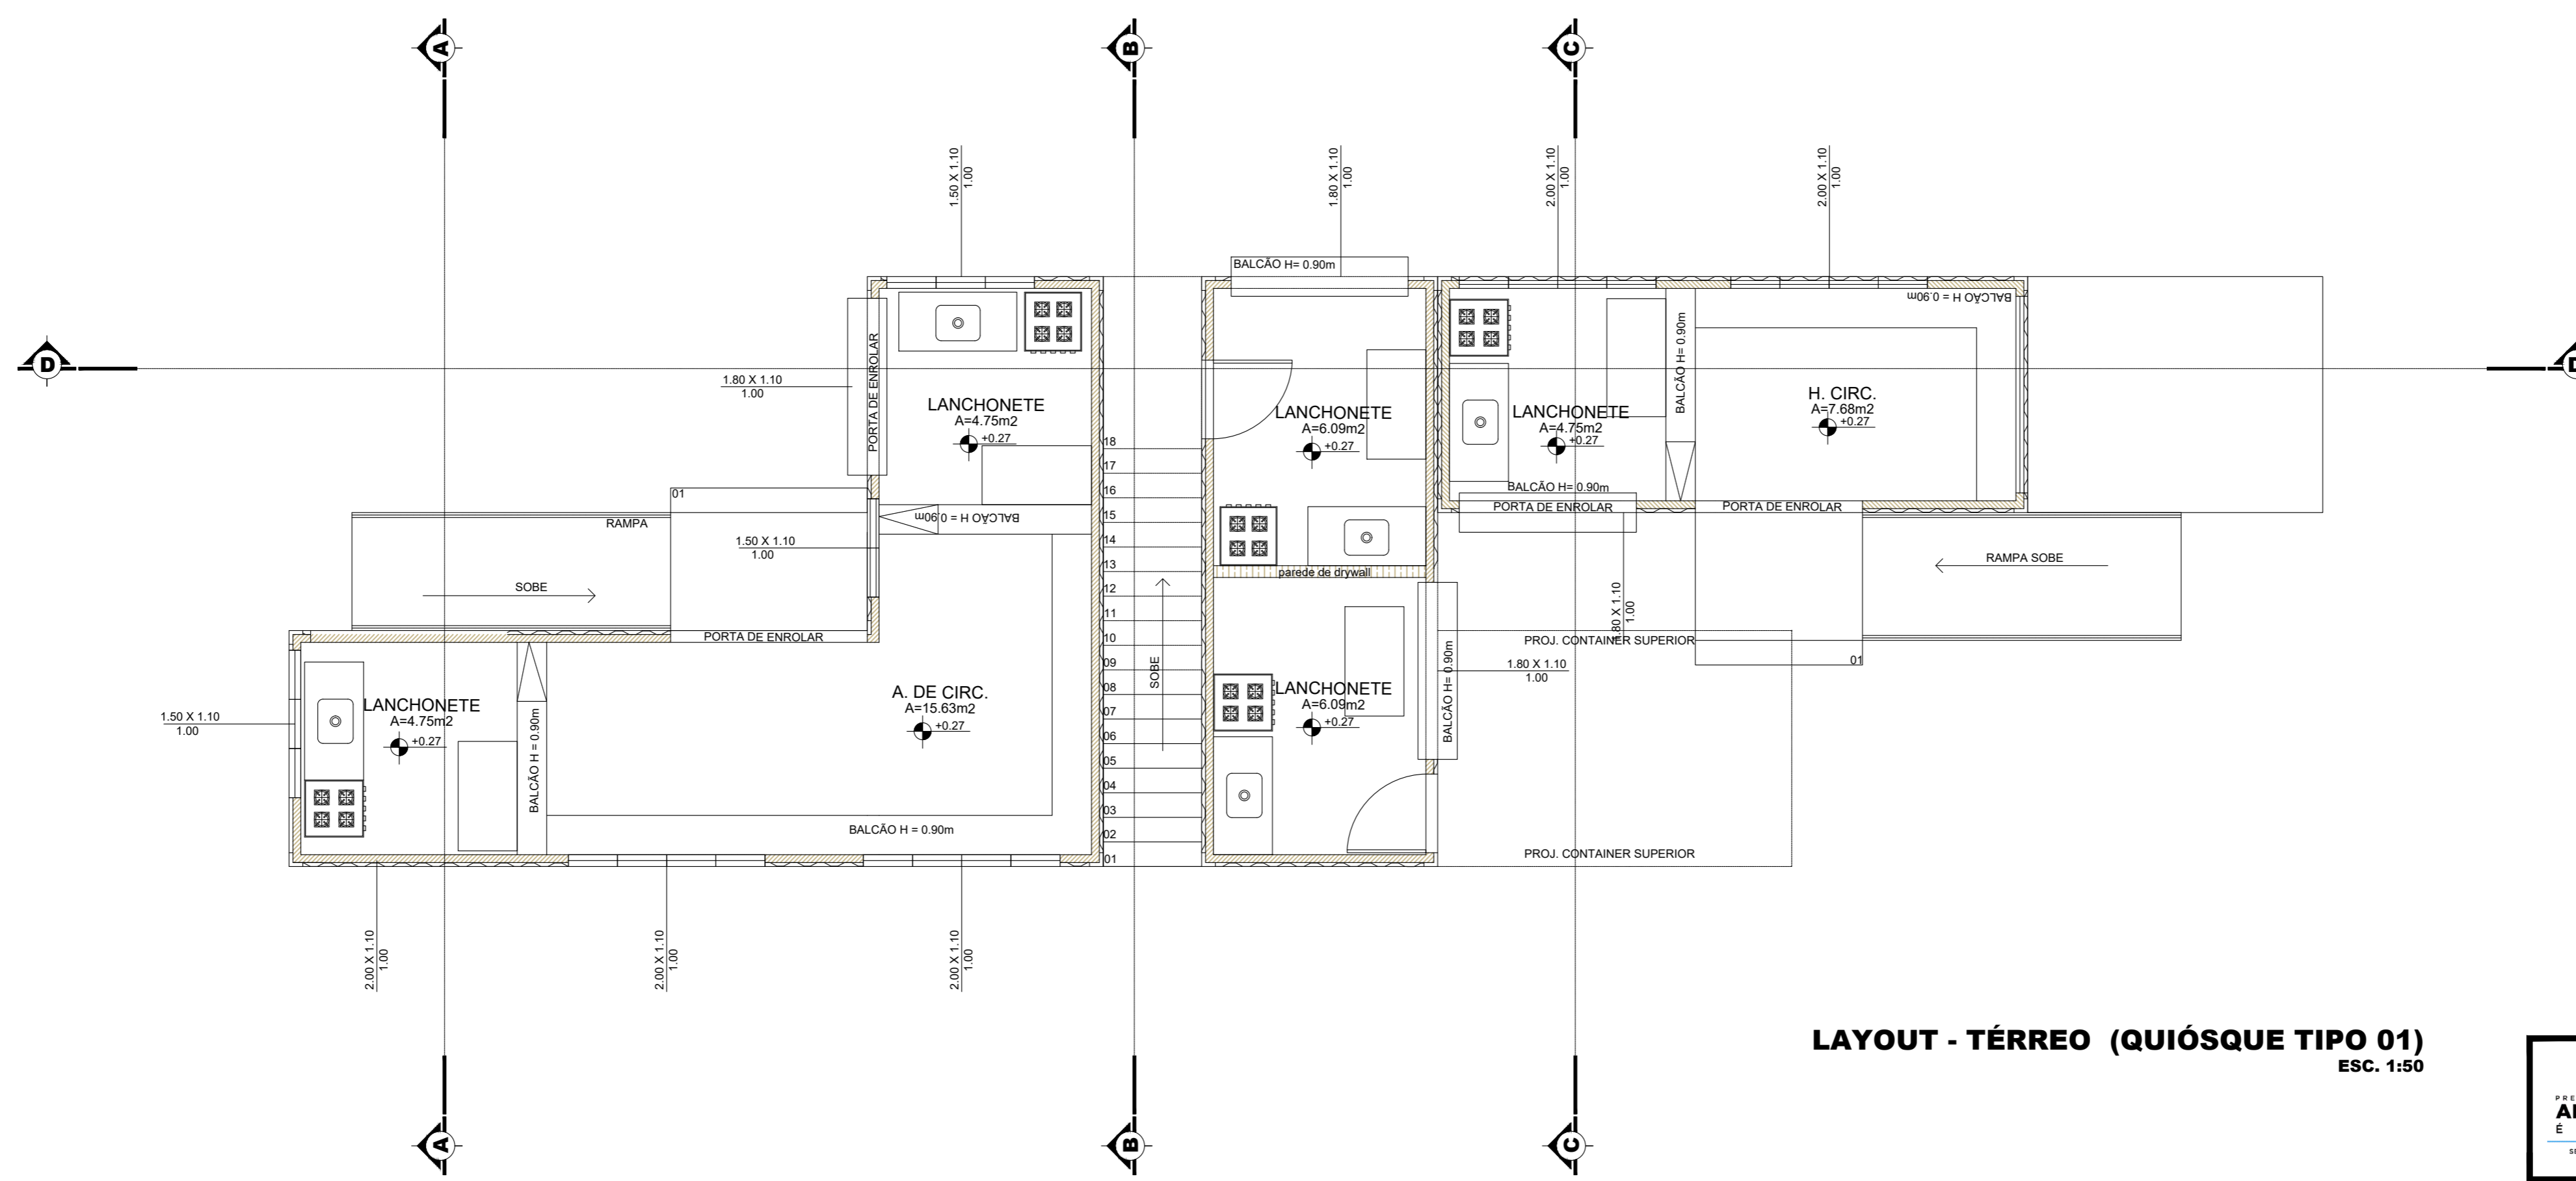 A
B
C
1.50 X 1.10
1.00
1.80 X 1.10
1.00
2.00 X 1.10
1.00
2.00 X 1.10
1.00
D
D
BALCÃO H= 0.90m
BALCÃO H = 0.90m
PORTA DE ENROLAR
1.80 X 1.10
1.00
LANCHONETE
A=4.75m2
+0.27
LANCHONETE
A=6.09m2
+0.27
LANCHONETE
A=4.75m2
+0.27
BALCÃO H= 0.90m
H. CIRC.
A=7.68m2
+0.27
BALCÃO H= 0.90m
PORTA DE ENROLAR
PORTA DE ENROLAR
01
RAMPA
SOBE
BALCÃO H = 0.90m
1.50 X 1.10
1.00
PORTA DE ENROLAR
18
17
16
15
14
13
12
11
10
09
08
07
06
05
04
03
02
01
SOBE
parede de drywall
RAMPA SOBE
1.80 X 1.10
1.00
PROJ. CONTAINER SUPERIOR
01
1.80 X 1.10
1.00
BALCÃO H= 0.90m
LANCHONETE
A=6.09m2
+0.27
A. DE CIRC.
A=15.63m2
+0.27
LANCHONETE
A=4.75m2
+0.27
1.50 X 1.10
1.00
BALCÃO H = 0.90m
BALCÃO H = 0.90m
PROJ. CONTAINER SUPERIOR
2.00 X 1.10
1.00
2.00 X 1.10
1.00
2.00 X 1.10
1.00
LAYOUT - TÉRREO (QUIÓSQUE TIPO 01)
ESC. 1:50
A
B
C
PRE
É